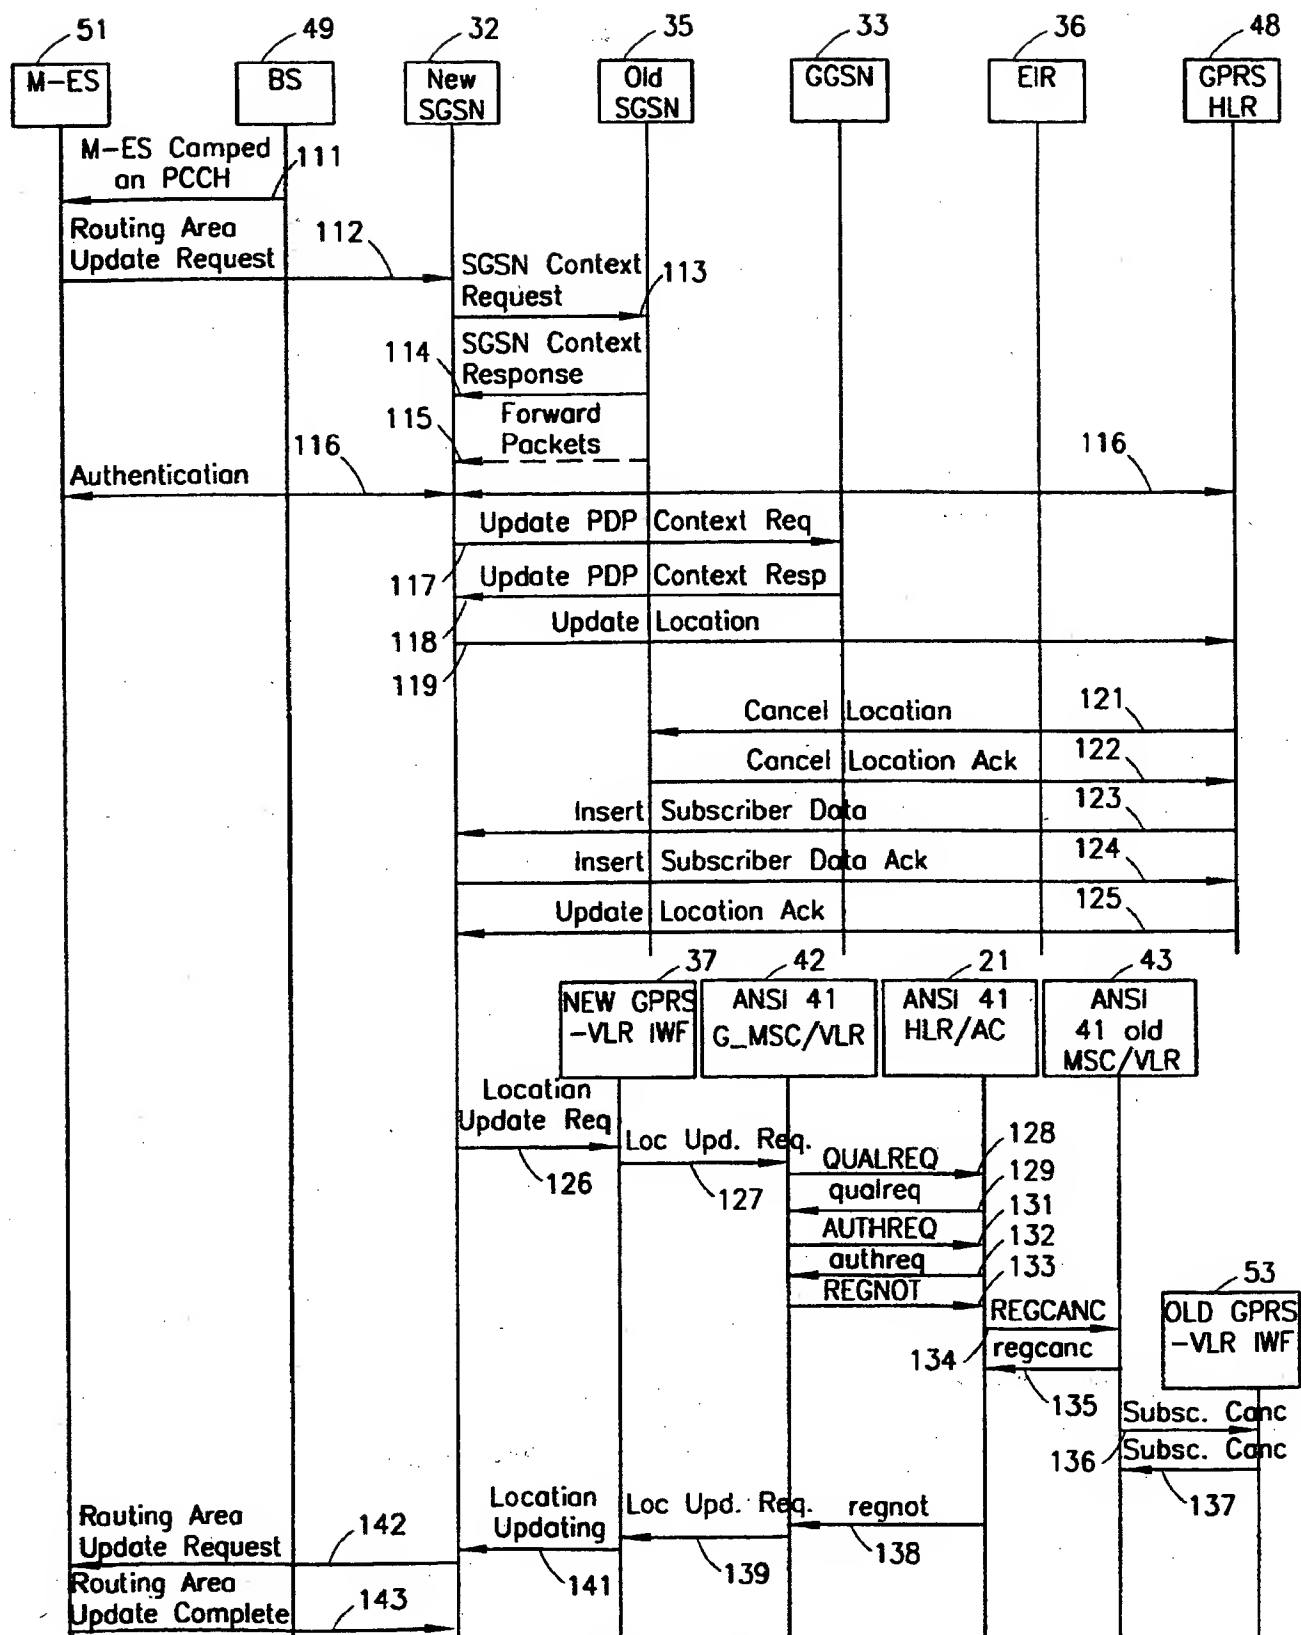 51 49 32 35 33 36 48
M-ES BS New SGSN Old SGSN GGSN EIR GPRS HLR
M-ES Camped
an PCCH
111
Routing Area
Update Request
112
SGSN Context
Request
113
114
SGSN Context
Response
115
Forward
Packets
Authentication
116
116
Update PDP Context Req
117
Update PDP Context Resp
118
Update Location
119
Cancel Location
121
Cancel Location Ack
122
Insert Subscriber Data
123
Insert Subscriber Data Ack
124
Update Location Ack
125
37 42 21 43
NEW GPRS
-VLR IWF
ANSI 41
G_MSC/VLR
ANSI 41
HLR/AC
ANSI
41 old
MSC/VLR
Location
Update Req
126
Loc Upd. Req.
127
QUALREQ
128
qualreq
129
AUTHREQ
131
authreq
132
REGNOT
133
REGCANC
134
regcanc
135
53
OLD GPRS
-VLR IWF
Subsc. Canc
136
Subsc. Canc
137
regnot
138
Loc Upd. Req.
139
Location
Updating
141
Routing Area
Update Request
142
Routing Area
Update Complete
143